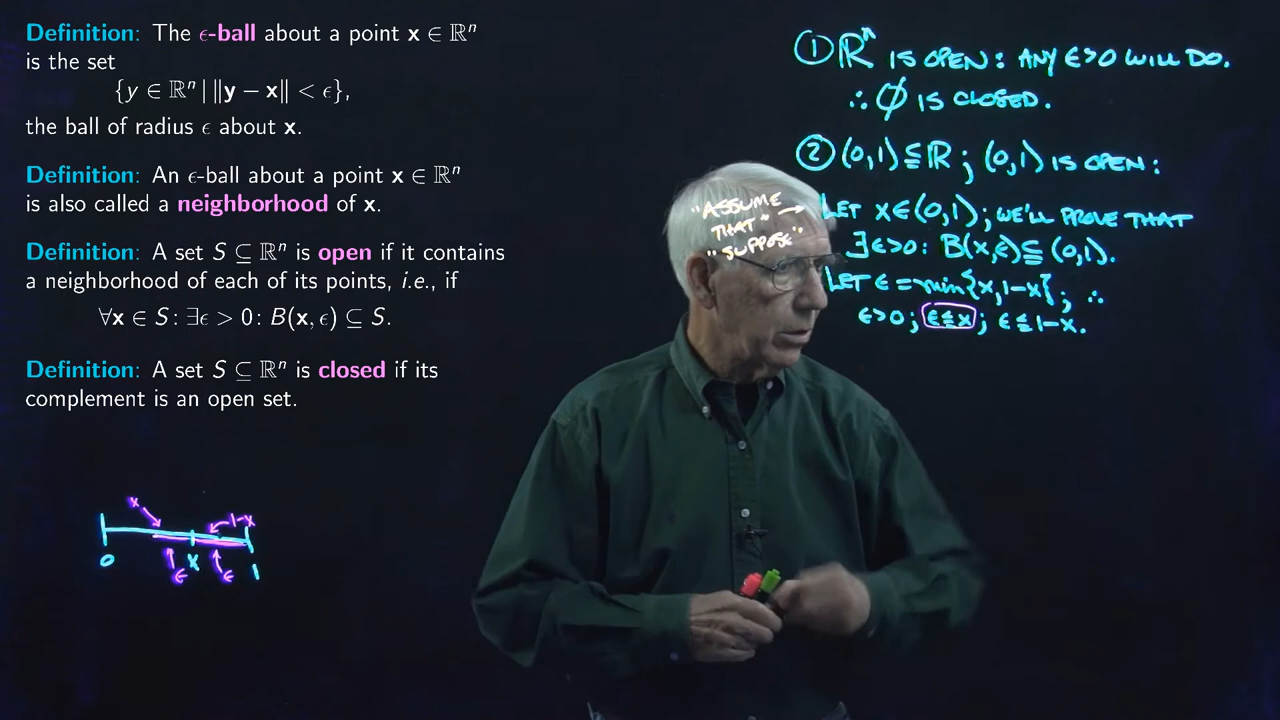 Definition: The ϵ-ball about a point x ∈ ℝⁿ
is the set
{y ∈ ℝⁿ | ‖y − x‖ < ϵ},
the ball of radius ϵ about x.
Definition: An ϵ-ball about a point x ∈ ℝⁿ
is also called a neighborhood of x.
Definition: A set S ⊆ ℝⁿ is open if it contains
a neighborhood of each of its points, i.e., if
∀x ∈ S: ∃ϵ > 0: B(x, ϵ) ⊆ S.
Definition: A set S ⊆ ℝⁿ is closed if its
complement is an open set.
x
1-x
0
ϵ
x
ϵ
1
① ℝⁿ IS OPEN: ANY ϵ>0 WILL DO.
∴ ∅ IS CLOSED.
② (0,1) ⊆ ℝ; (0,1) IS OPEN:
"ASSUME
THAT" →
"SUPPOSE"
LET x∈(0,1); WE'LL PROVE THAT
∃ϵ>0: B(x,ϵ) ⊆ (0,1).
LET ϵ = min{x, 1-x}; ∴
ϵ>0; ϵ≤x; ϵ≤1-x.